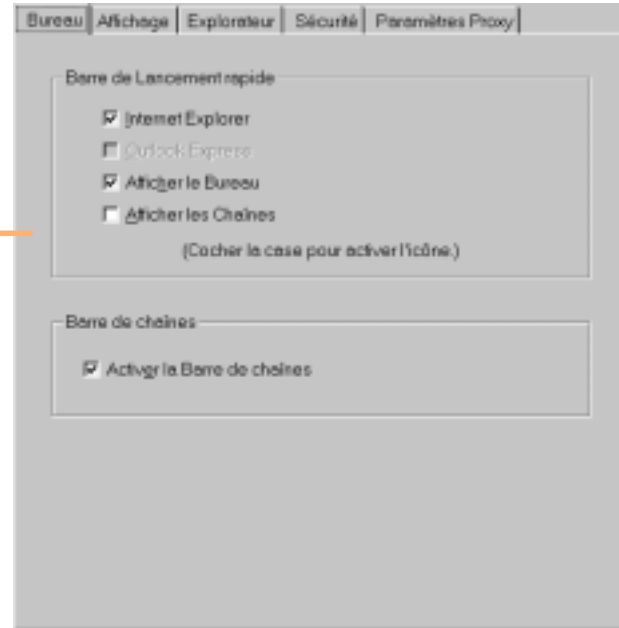 Bureau Affichage Explorateur Sécurité Paramètres Proxy
Barre de Lancement rapide
Internet Explorer
Outlook Express
Afficher le Bureau
Afficher les Chaînes
(Cocher la case pour activer l'icône.)
Barre de chaînes
Activer la Barre de chaînes